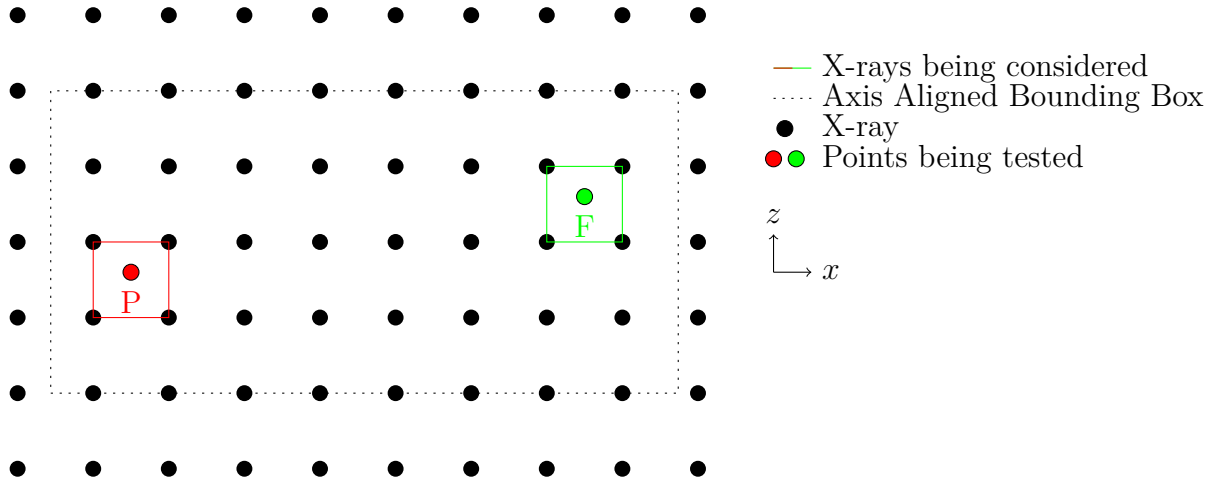 X-rays being considered
Axis Aligned Bounding Box
X-ray
Points being tested
F
z
x
P